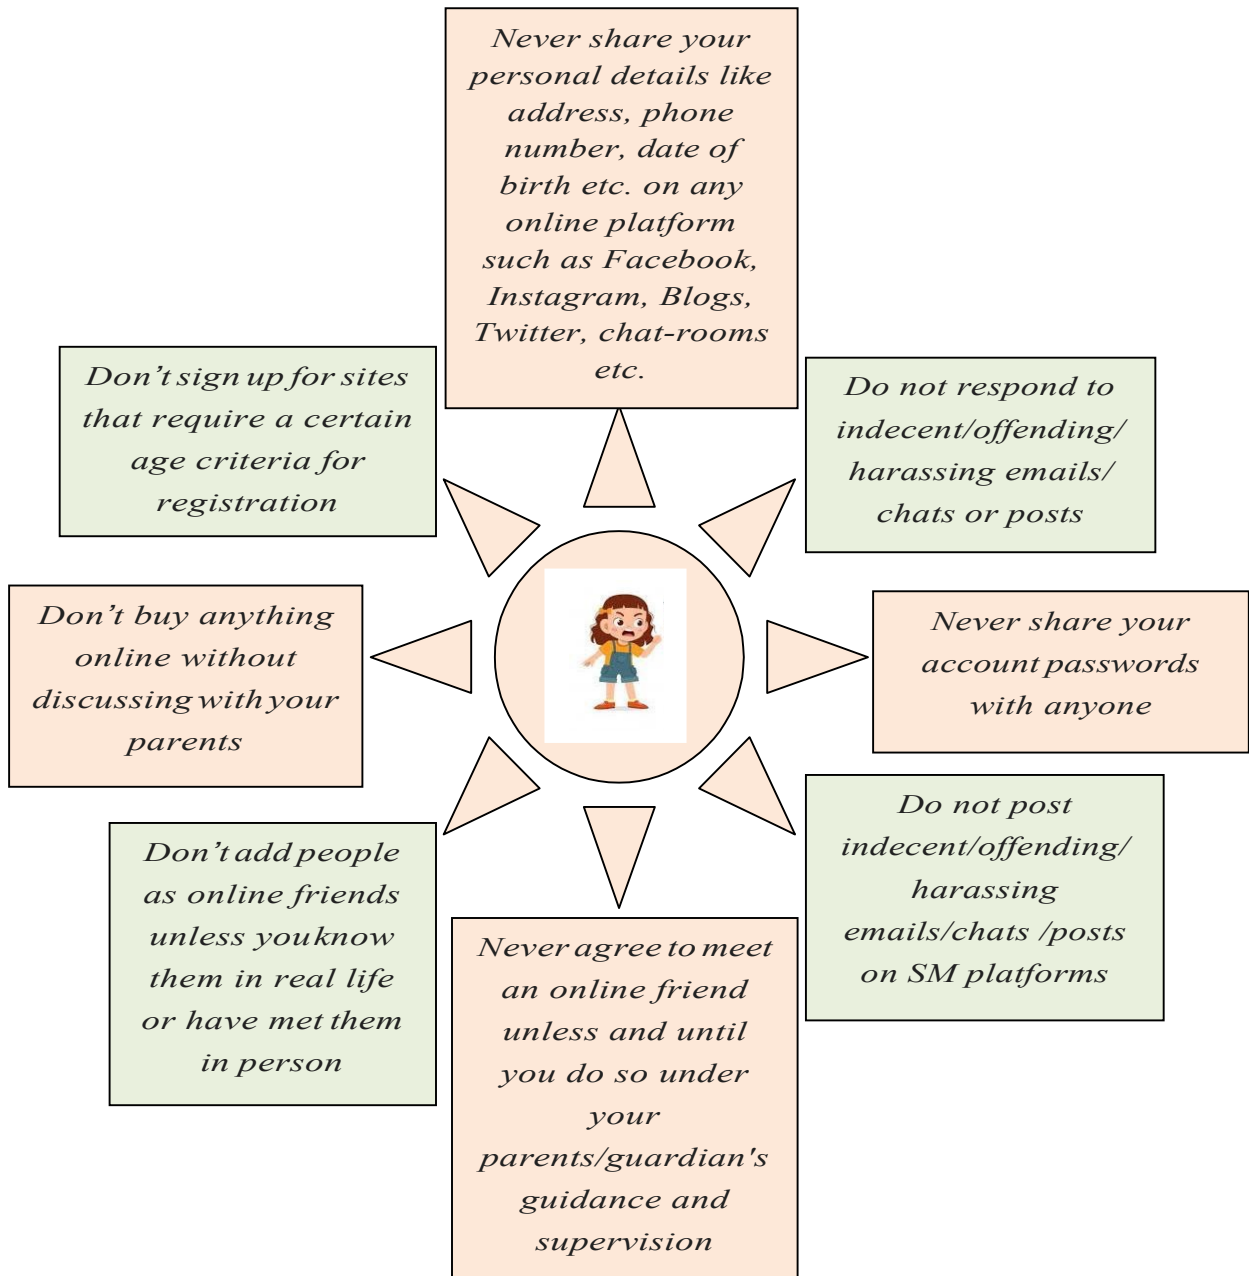 Never share your
personal details like
address, phone
number, date of
birth etc. on any
online platform
such as Facebook,
Instagram, Blogs,
Twitter, chat-rooms
etc.
Don't sign up for sites
that require a certain
age criteria for
registration
Do not respond to
indecent/offending/
harassing emails/
chats or posts
Don't buy anything
online without
discussing with your
parents
Never share your
account passwords
with anyone
Don't add people
as online friends
unless youknow
them in real life
or have met them
in person
Do not post
indecent/offending/
harassing
emails/chats /posts
on SM platforms
Never agree to meet
an online friend
unless and until
you do so under
your
parents/guardian's
guidance and
supervision